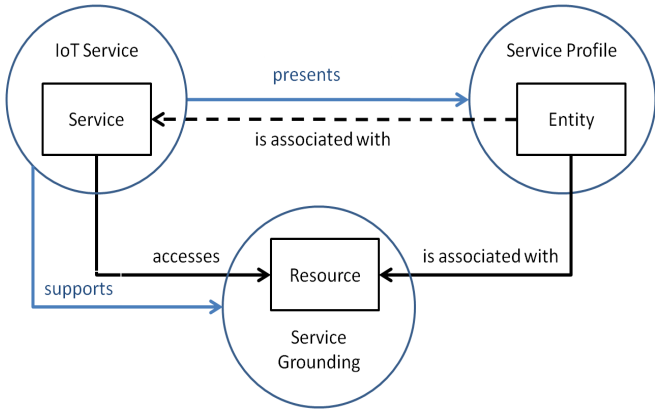 IoT Service
Service Profile
presents
Service
Entity
is associated with
accesses
is associated with
Resource
supports
Service
Grounding